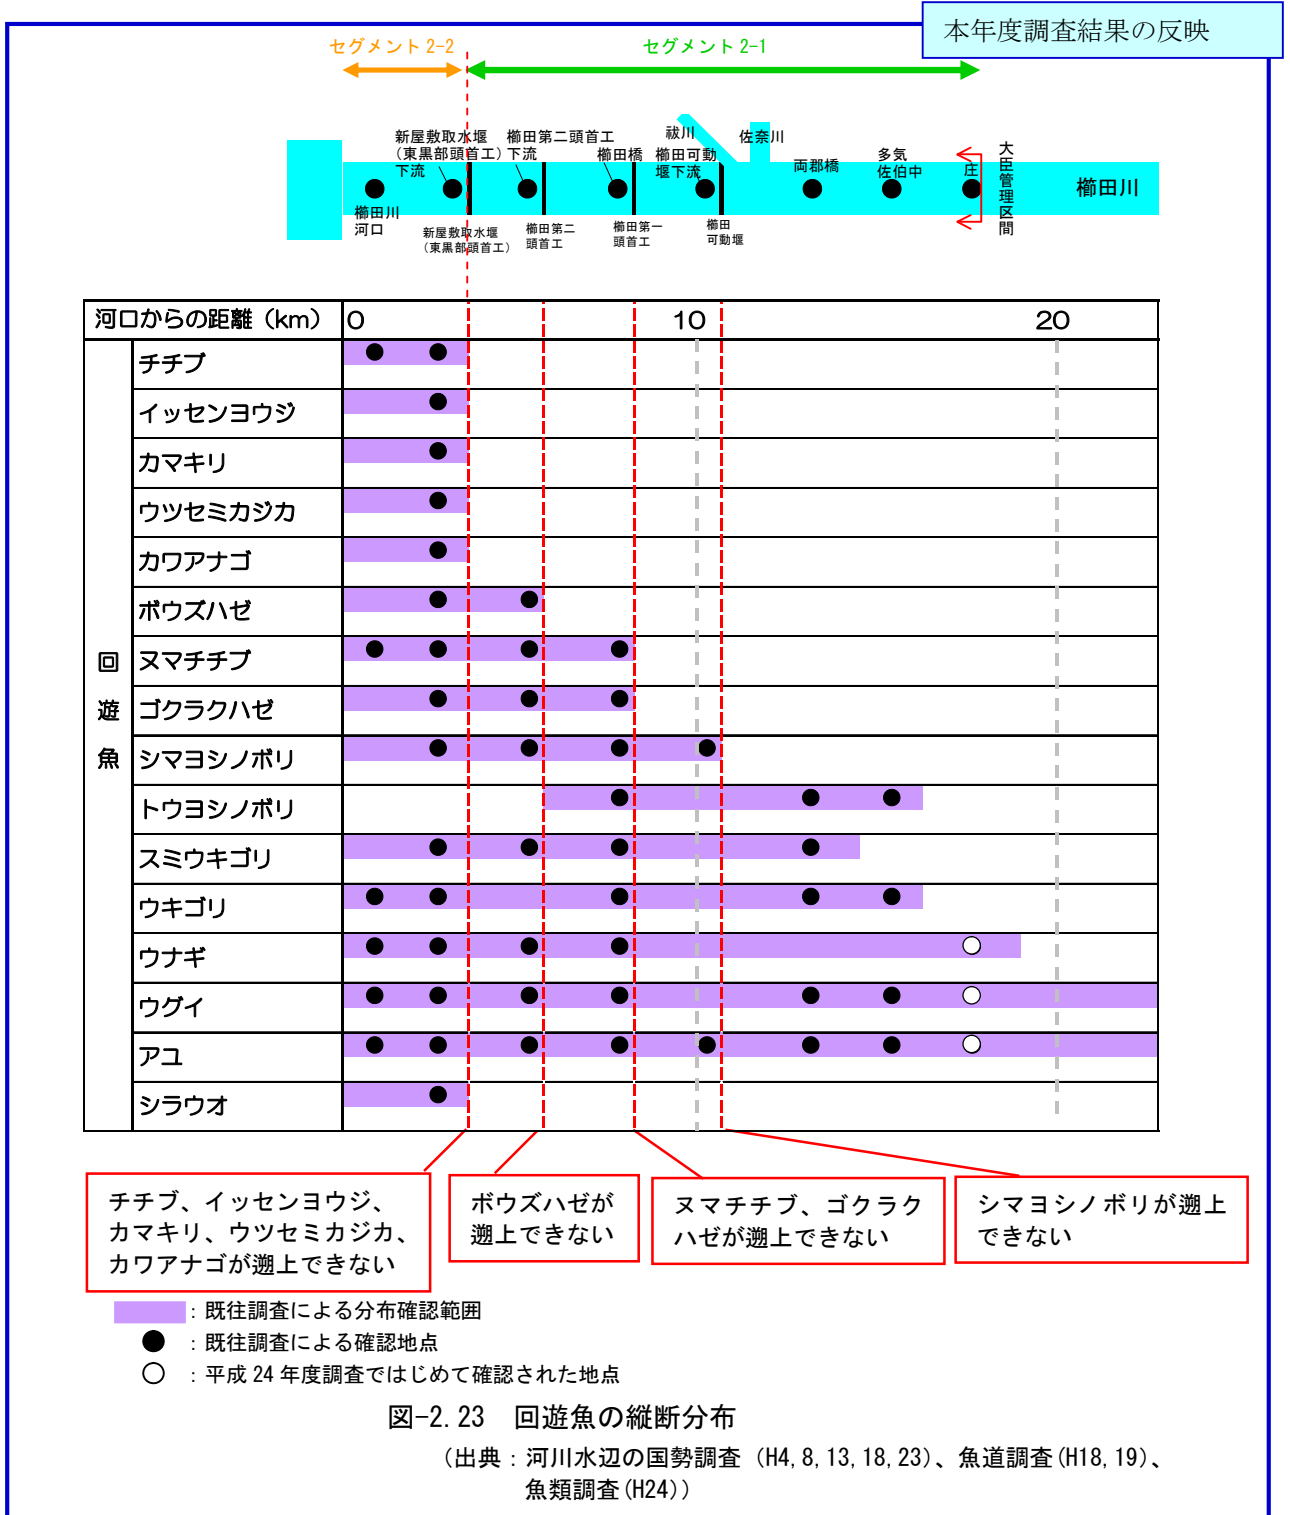 本年度調査結果の反映
セグメント2-2
セグメント2-1
新屋敷取水堰
（東黒部頭首工）
下流
櫛田第二頭首工
下流
櫛田橋
祓川
櫛田可動
堰下流
佐奈川
両郡橋
多気
佐伯中
庄
大臣管理区間
櫛田川
櫛田川
河口
新屋敷取水堰
（東黒部頭首工）
櫛田第二
頭首工
櫛田第一
頭首工
櫛田
可動堰
河口からの距離（km） 0 10 20
回遊魚
チチブ
イッセンヨウジ
カマキリ
ウツセミカジカ
カワアナゴ
ボウズハゼ
ヌマチチブ
ゴクラクハゼ
シマヨシノボリ
トウヨシノボリ
スミウキゴリ
ウキゴリ
ウナギ
ウグイ
アユ
シラウオ
チチブ、イッセンヨウジ、
カマキリ、ウツセミカジカ、
カワアナゴが遡上できない
ボウズハゼが
遡上できない
ヌマチチブ、ゴクラク
ハゼが遡上できない
シマヨシノボリが遡上
できない
：既往調査による分布確認範囲
：既往調査による確認地点
：平成24年度調査ではじめて確認された地点
図-2.23　回遊魚の縦断分布
（出典：河川水辺の国勢調査（H4,8,13,18,23）、魚道調査(H18,19)、
魚類調査(H24)）